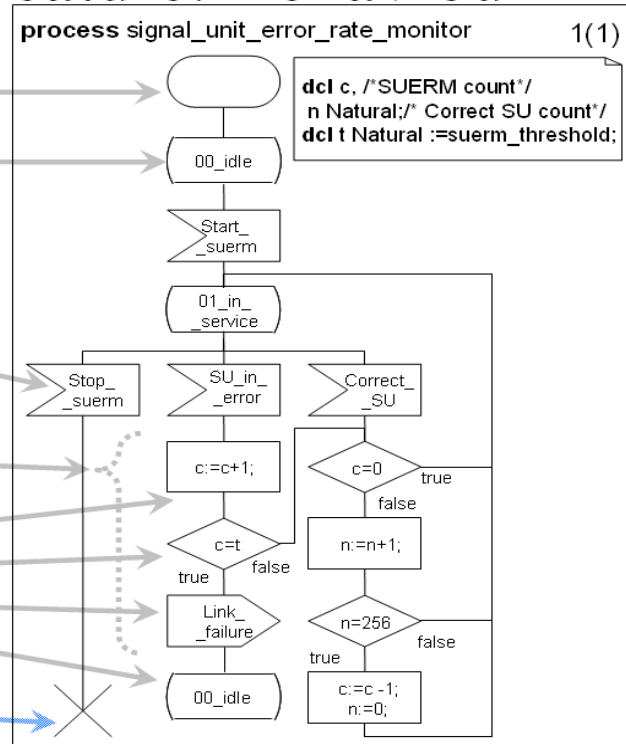 process signal_unit_error_rate_monitor
1(1)
dcl c, /*SUERM count*/
n Natural;/* Correct SU count*/
dcl t Natural :=suerm_threshold;
00_idle
Start_
_suerm
01_in_
_service
Stop_
_suerm
SU_in_
_error
Correct_
_SU
c:=c+1;
c=0
true
false
c=t
true
false
n:=n+1;
Link_
_failure
n=256
false
true
00_idle
c:=c -1;
n:=0;